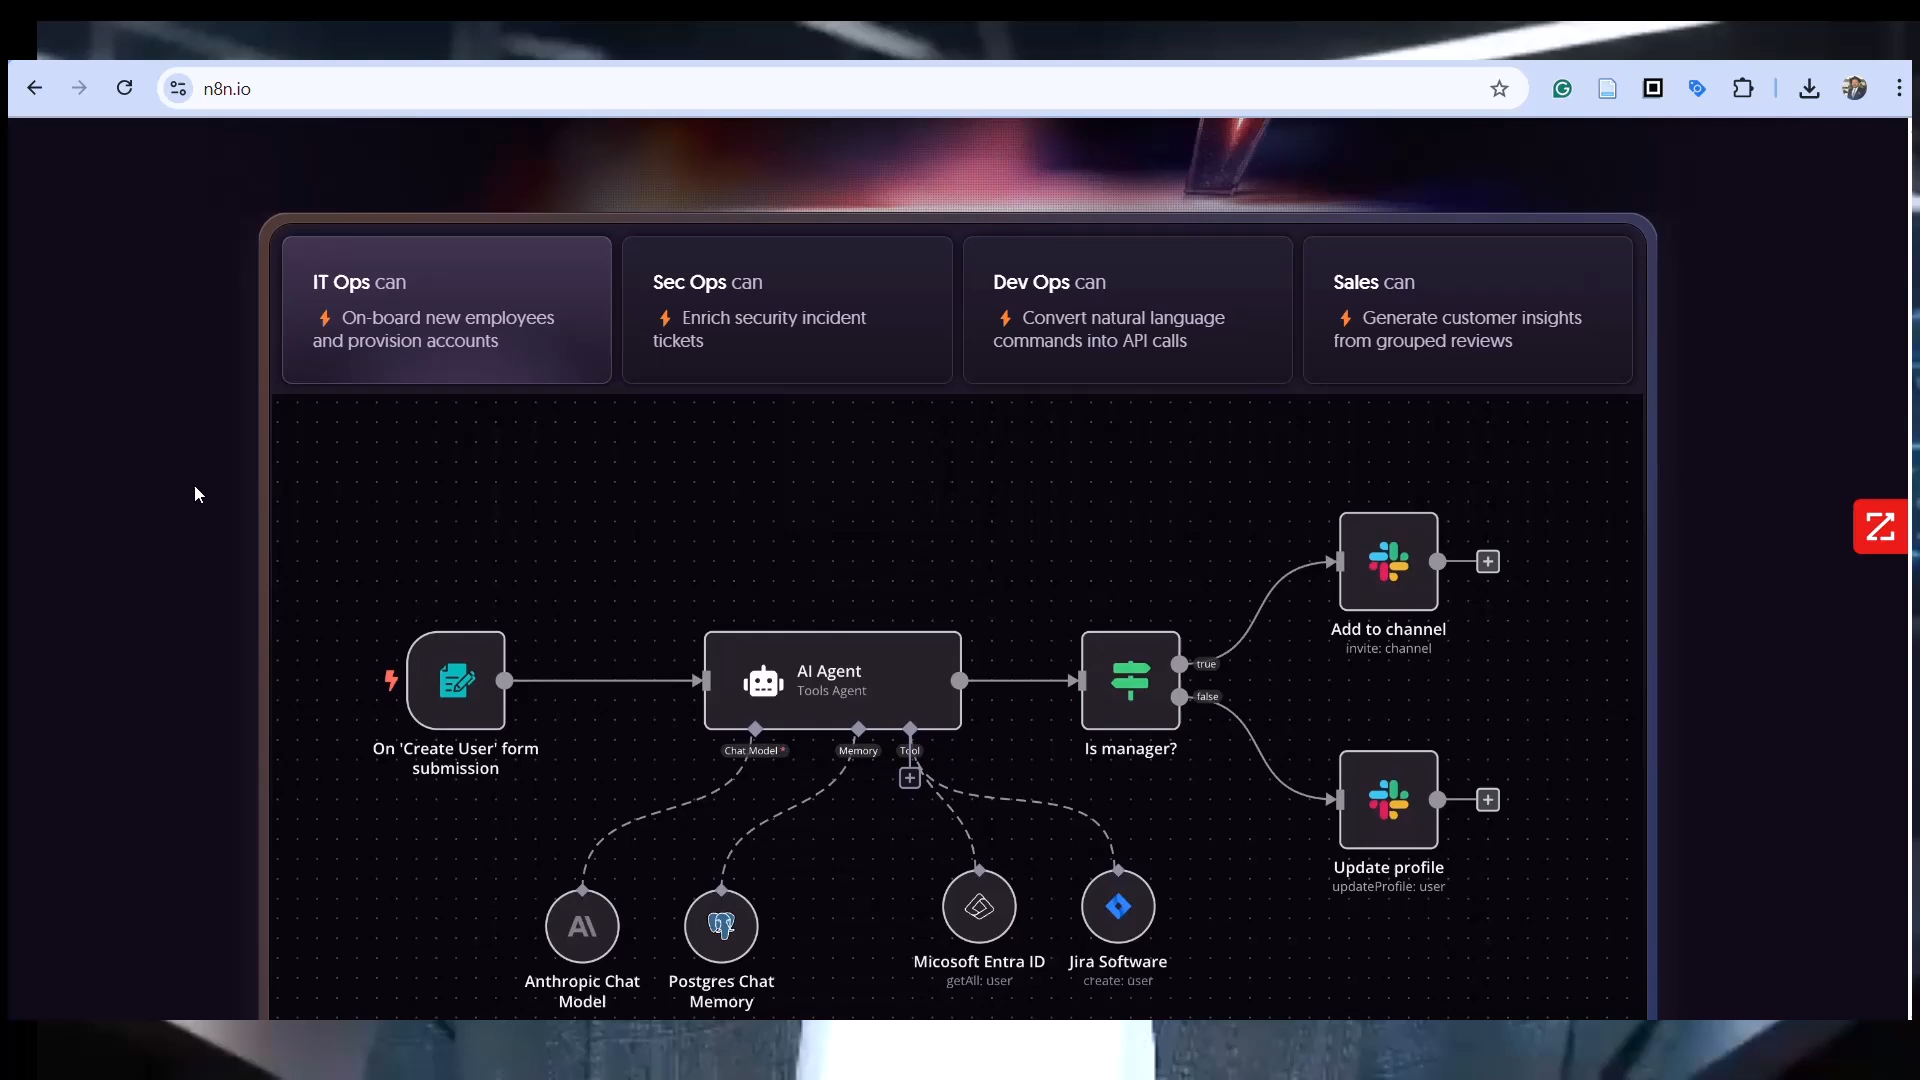 n8n.io
IT Ops can
On-board new employees
and provision accounts
Sec Ops can
Enrich security incident
tickets
Dev Ops can
Convert natural language
commands into API calls
Sales can
Generate customer insights
from grouped reviews
Add to channel
invite: channel
AI Agent
Tools Agent
true
false
On 'Create User' form
submission
Chat Model *
Memory
Tool
Is manager?
Update profile
updateProfile: user
Anthropic Chat
Model
Postgres Chat
Memory
Micosoft Entra ID
getAll: user
Jira Software
create: user